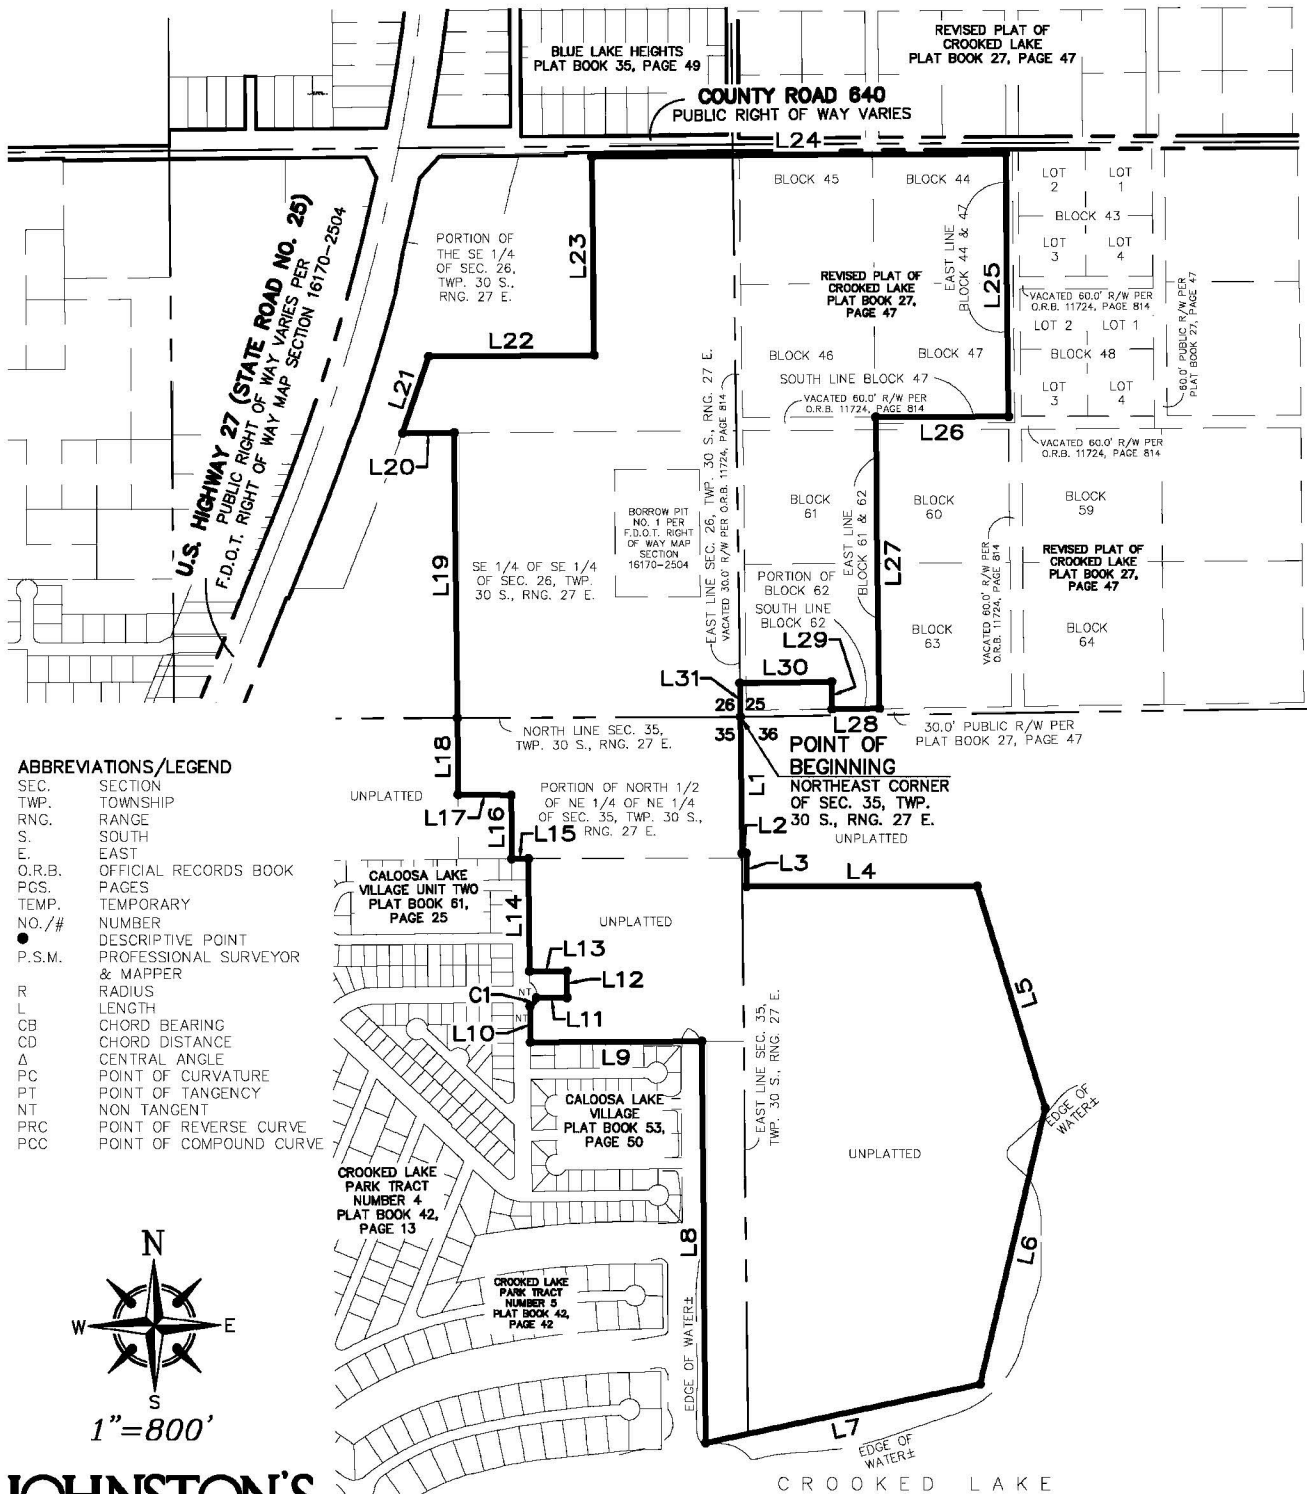 BLUE LAKE HEIGHTS
PLAT BOOK 35, PAGE 49
REVISED PLAT OF
CROOKED LAKE
PLAT BOOK 27, PAGE 47
COUNTY ROAD 640
PUBLIC RIGHT OF WAY VARIES
L24
BLOCK 45
BLOCK 44
LOT
2
LOT
1
BLOCK 43
LOT
3
LOT
4
U.S. HIGHWAY 27 (STATE ROAD NO. 25)
PUBLIC RIGHT OF WAY VARIES PER
F.D.O.T. RIGHT OF WAY MAP SECTION 16170-2504
PORTION OF
THE SE 1/4
OF SEC. 26,
TWP. 30 S.,
RNG. 27 E.
L23
EAST LINE
BLOCK 44 & 47
L25
REVISED PLAT OF
CROOKED LAKE
PLAT BOOK 27,
PAGE 47
VACATED 60.0' R/W PER
O.R.B. 11724, PAGE 814
60.0' PUBLIC R/W PER
PLAT BOOK 27, PAGE 47
LOT 2
LOT 1
BLOCK 48
LOT
3
LOT
4
L22
L21
BLOCK 46
BLOCK 47
SOUTH LINE BLOCK 47
VACATED 60.0' R/W PER
O.R.B. 11724, PAGE 814
L26
L20
VACATED 60.0' R/W PER
O.R.B. 11724, PAGE 814
EAST LINE SEC. 26, TWP. 30 S., RNG. 27 E.
VACATED 30.0' R/W PER O.R.B. 11724, PAGE 814
BORROW PIT
NO. 1 PER
F.D.O.T. RIGHT
OF WAY MAP
SECTION
16170-2504
BLOCK
61
EAST LINE
BLOCK 61 & 62
BLOCK
60
BLOCK
59
L19
SE 1/4 OF SE 1/4
OF SEC. 26, TWP.
30 S., RNG. 27 E.
L27
REVISED PLAT OF
CROOKED LAKE
PLAT BOOK 27,
PAGE 47
VACATED 60.0' R/W PER
O.R.B. 11724, PAGE 814
PORTION OF
BLOCK 62
SOUTH LINE
BLOCK 62
BLOCK
63
BLOCK
64
L29
L30
L31
26
25
35
36
L28
30.0' PUBLIC R/W PER
PLAT BOOK 27, PAGE 47
NORTH LINE SEC. 35,
TWP. 30 S., RNG. 27 E.
POINT OF
BEGINNING
NORTHEAST CORNER
OF SEC. 35, TWP.
30 S., RNG. 27 E.
L18
L1
UNPLATTED
PORTION OF NORTH 1/2
OF NE 1/4 OF NE 1/4
OF SEC. 35, TWP. 30 S.,
RNG. 27 E.
L17
L16
L15
L2
UNPLATTED
L3
L4
ABBREVIATIONS/LEGEND
SEC. SECTION
TWP. TOWNSHIP
RNG. RANGE
S. SOUTH
E. EAST
O.R.B. OFFICIAL RECORDS BOOK
PGS. PAGES
TEMP. TEMPORARY
NO./# NUMBER
● DESCRIPTIVE POINT
P.S.M. PROFESSIONAL SURVEYOR
& MAPPER
R RADIUS
L LENGTH
CB CHORD BEARING
CD CHORD DISTANCE
Δ CENTRAL ANGLE
PC POINT OF CURVATURE
PT POINT OF TANGENCY
NT NON TANGENT
PRC POINT OF REVERSE CURVE
PCC POINT OF COMPOUND CURVE
CALOOSA LAKE
VILLAGE UNIT TWO
PLAT BOOK 61,
PAGE 25
L14
UNPLATTED
L13
L12
NT
C1
NT
L11
L10
L9
L5
EAST LINE SEC. 35,
TWP. 30 S., RNG. 27 E.
CALOOSA LAKE
VILLAGE
PLAT BOOK 53,
PAGE 50
EDGE OF
WATER±
UNPLATTED
CROOKED LAKE
PARK TRACT
NUMBER 4
PLAT BOOK 42,
PAGE 13
L8
L6
CROOKED LAKE
PARK TRACT
NUMBER 5
PLAT BOOK 42,
PAGE 42
EDGE OF WATER±
N
W
E
S
1"=800'
L7
EDGE OF
WATER±
CROOKED LAKE
JOHNSTON'S